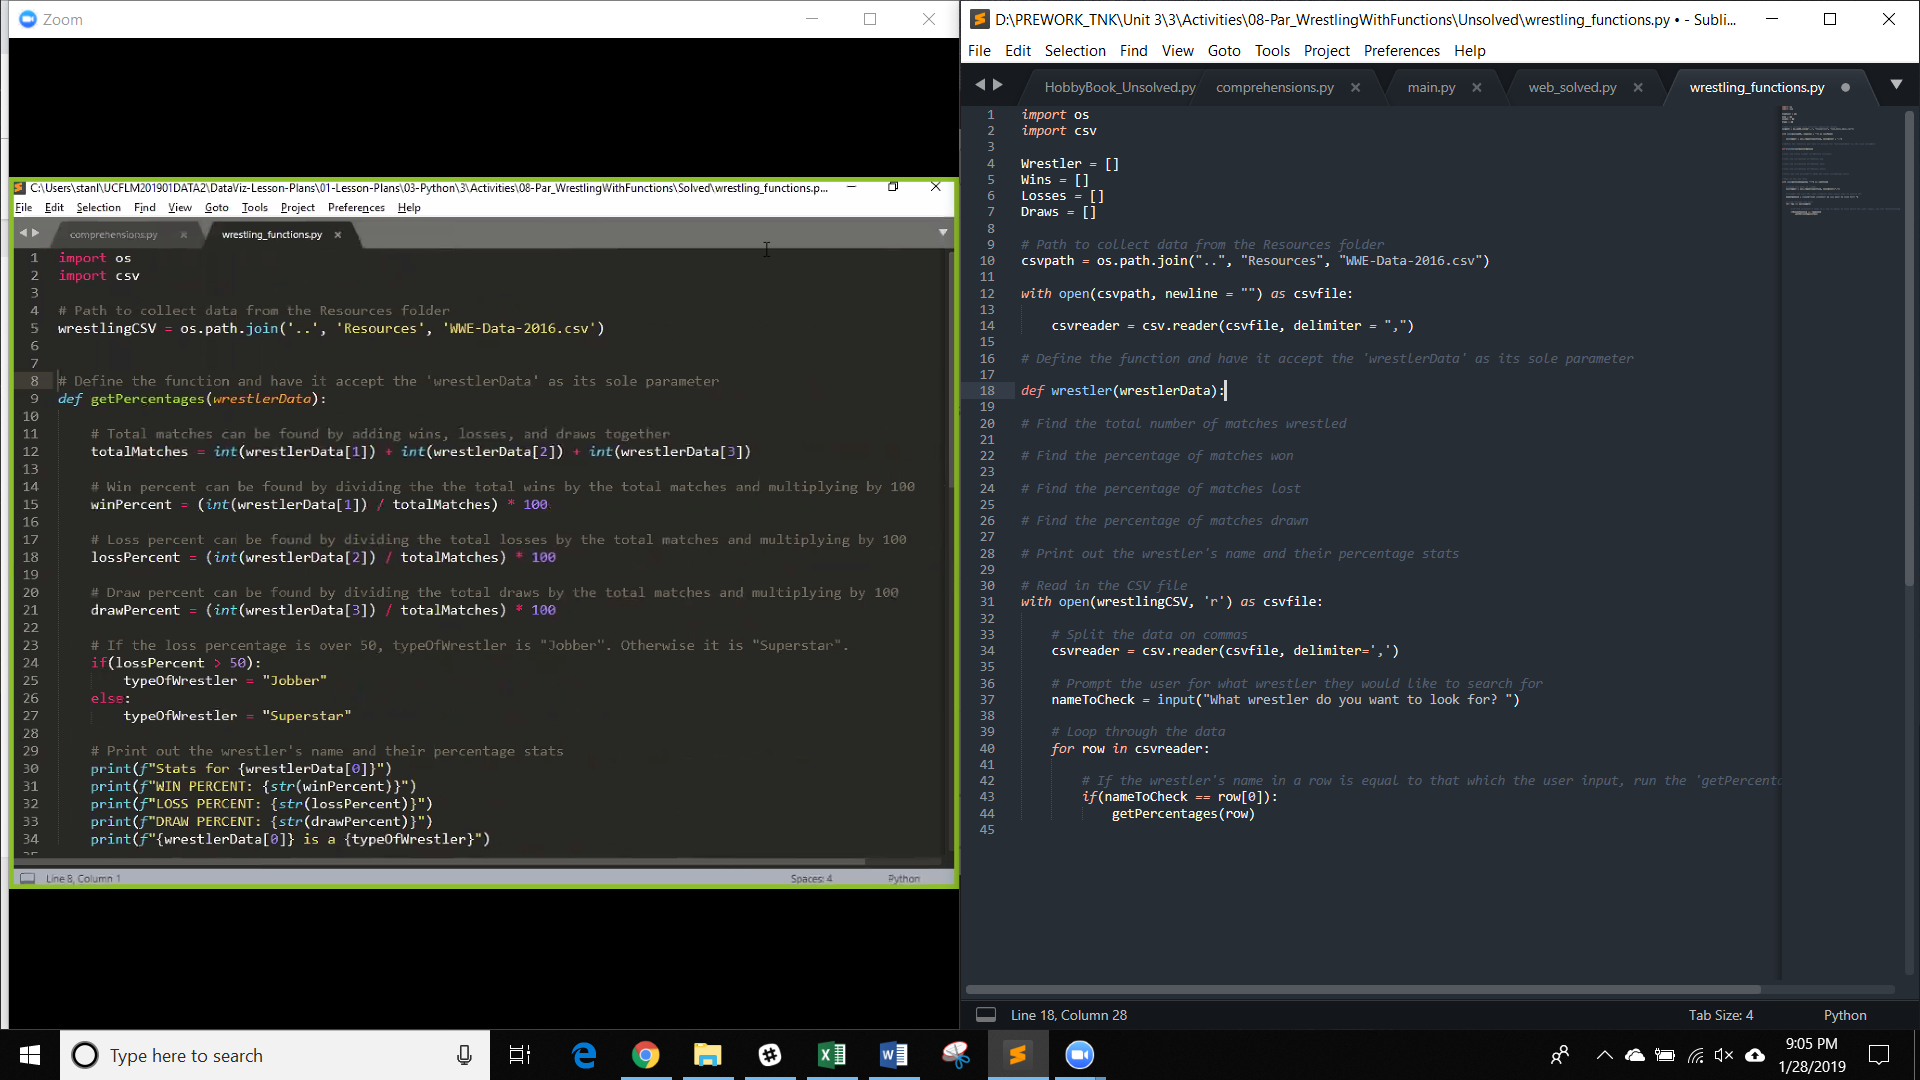 Zoom
C:\Users\stanl\UCFLM201901DATA2\DataViz-Lesson-Plans\01-Lesson-Plans\03-Python\3\Activities\08-Par_WrestlingWithFunctions\Solved\wrestling_functions.p...
File Edit Selection Find View Goto Tools Project Preferences Help
comprehensions.py wrestling_functions.py
1 import os
2 import csv
3
4 # Path to collect data from the Resources folder
5 wrestlingCSV = os.path.join('..', 'Resources', 'WWE-Data-2016.csv')
6
7
8 # Define the function and have it accept the 'wrestlerData' as its sole parameter
9 def getPercentages(wrestlerData):
10
11 # Total matches can be found by adding wins, losses, and draws together
12 totalMatches = int(wrestlerData[1]) + int(wrestlerData[2]) + int(wrestlerData[3])
13
14 # Win percent can be found by dividing the the total wins by the total matches and multiplying by 100
15 winPercent = (int(wrestlerData[1]) / totalMatches) * 100
16
17 # Loss percent can be found by dividing the total losses by the total matches and multiplying by 100
18 lossPercent = (int(wrestlerData[2]) / totalMatches) * 100
19
20 # Draw percent can be found by dividing the total draws by the total matches and multiplying by 100
21 drawPercent = (int(wrestlerData[3]) / totalMatches) * 100
22
23 # If the loss percentage is over 50, typeOfWrestler is "Jobber". Otherwise it is "Superstar".
24 if(lossPercent > 50):
25 typeOfWrestler = "Jobber"
26 else:
27 typeOfWrestler = "Superstar"
28
29 # Print out the wrestler's name and their percentage stats
30 print(f"Stats for {wrestlerData[0]}")
31 print(f"WIN PERCENT: {str(winPercent)}")
32 print(f"LOSS PERCENT: {str(lossPercent)}")
33 print(f"DRAW PERCENT: {str(drawPercent)}")
34 print(f"{wrestlerData[0]} is a {typeOfWrestler}")
Line 8, Column 1 Spaces: 4 Python
D:\PREWORK_TNK\Unit 3\3\Activities\08-Par_WrestlingWithFunctions\Unsolved\wrestling_functions.py • - Subli...
File Edit Selection Find View Goto Tools Project Preferences Help
HobbyBook_Unsolved.py comprehensions.py main.py web_solved.py wrestling_functions.py
1 import os
2 import csv
3
4 Wrestler = []
5 Wins = []
6 Losses = []
7 Draws = []
8
9 # Path to collect data from the Resources folder
10 csvpath = os.path.join("..", "Resources", "WWE-Data-2016.csv")
11
12 with open(csvpath, newline = "") as csvfile:
13
14 csvreader = csv.reader(csvfile, delimiter = ",")
15
16 # Define the function and have it accept the 'wrestlerData' as its sole parameter
17
18 def wrestler(wrestlerData):
19
20 # Find the total number of matches wrestled
21
22 # Find the percentage of matches won
23
24 # Find the percentage of matches lost
25
26 # Find the percentage of matches drawn
27
28 # Print out the wrestler's name and their percentage stats
29
30 # Read in the CSV file
31 with open(wrestlingCSV, 'r') as csvfile:
32
33 # Split the data on commas
34 csvreader = csv.reader(csvfile, delimiter=',')
35
36 # Prompt the user for what wrestler they would like to search for
37 nameToCheck = input("What wrestler do you want to look for? ")
38
39 # Loop through the data
40 for row in csvreader:
41
42 # If the wrestler's name in a row is equal to that which the user input, run the 'getPercenta
43 if(nameToCheck == row[0]):
44 getPercentages(row)
45
Line 18, Column 28 Tab Size: 4 Python
Type here to search
9:05 PM
1/28/2019